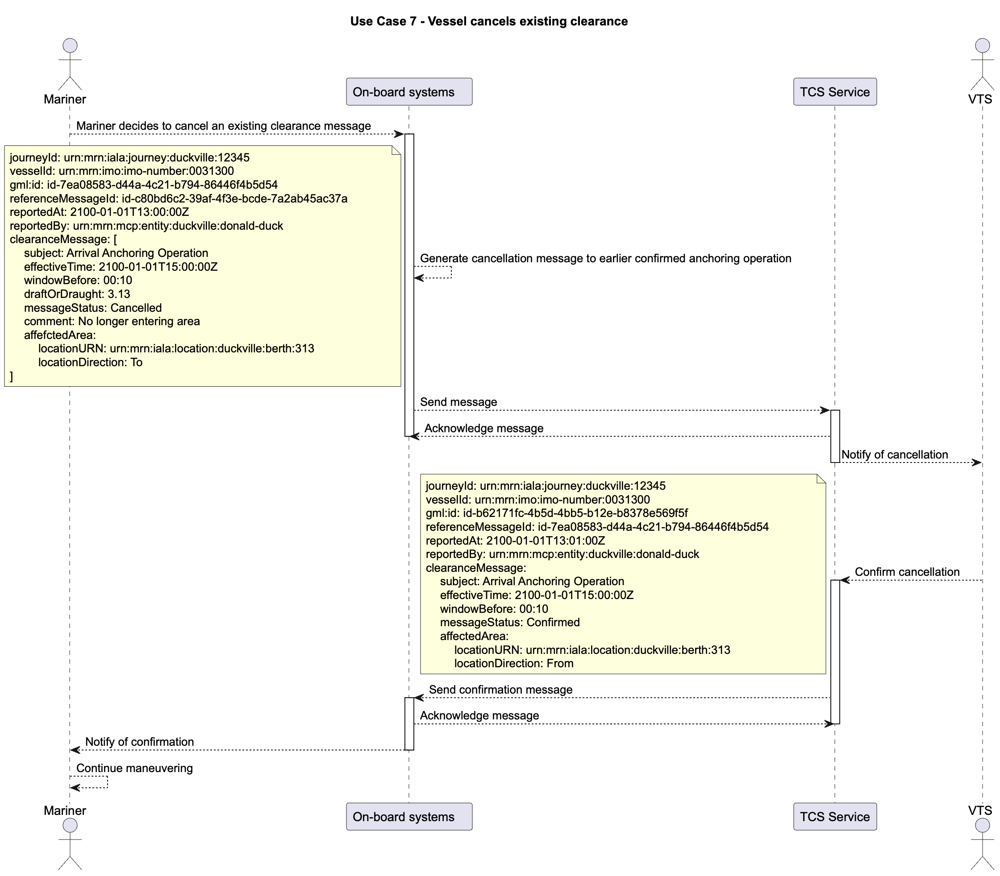 Use Case 7 - Vessel cancels existing clearance
Mariner
On-board systems
TCS Service
VTS
Mariner decides to cancel an existing clearance message
journeyId: urn:mrn:iala:journey:duckville:12345
vesselId: urn:mrn:imo:imo-number:0031300
gml:id: id-7ea08583-d44a-4c21-b794-86446f4b5d54
referenceMessageId: id-c80bd6c2-39af-4f3e-bcde-7a2ab45ac37a
reportedAt: 2100-01-01T13:00:00Z
reportedBy: urn:mrn:mcp:entity:duckville:donald-duck
clearanceMessage: [
subject: Arrival Anchoring Operation
effectiveTime: 2100-01-01T15:00:00Z
windowBefore: 00:10
draftOrDraught: 3.13
messageStatus: Cancelled
comment: No longer entering area
affefctedArea:
locationURN: urn:mrn:iala:location:duckville:berth:313
locationDirection: To
]
Generate cancellation message to earlier confirmed anchoring operation
Send message
Acknowledge message
Notify of cancellation
journeyId: urn:mrn:iala:journey:duckville:12345
vesselId: urn:mrn:imo:imo-number:0031300
gml:id: id-b62171fc-4b5d-4bb5-b12e-b8378e569f5f
referenceMessageId: id-7ea08583-d44a-4c21-b794-86446f4b5d54
reportedAt: 2100-01-01T13:01:00Z
reportedBy: urn:mrn:mcp:entity:duckville:donald-duck
clearanceMessage:
subject: Arrival Anchoring Operation
effectiveTime: 2100-01-01T15:00:00Z
windowBefore: 00:10
messageStatus: Confirmed
affectedArea:
locationURN: urn:mrn:iala:location:duckville:berth:313
locationDirection: From
Confirm cancellation
Send confirmation message
Acknowledge message
Notify of confirmation
Continue maneuvering
Mariner
On-board systems
TCS Service
VTS